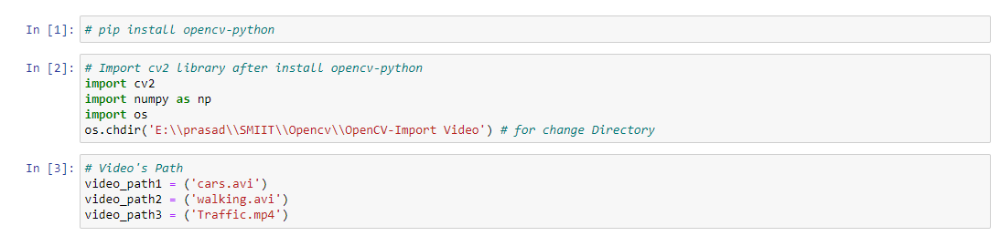 In [1]: # pip install opencv-python
In [2]: # Import cv2 library after install opencv-python
import cv2
import numpy as np
import os
os.chdir('E:\\prasad\\SMIIT\\Opencv\\OpenCV-Import Video') # for change Directory
In [3]: # Video's Path
video_path1 = ('cars.avi')
video_path2 = ('walking.avi')
video_path3 = ('Traffic.mp4')